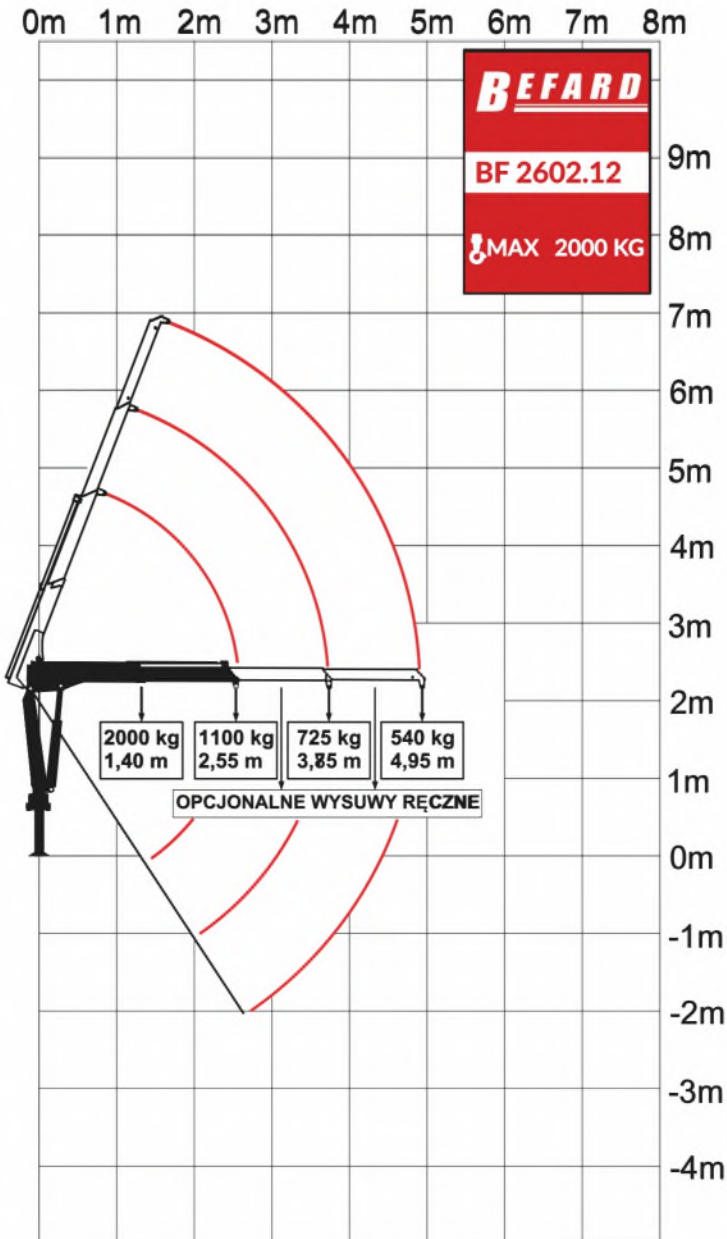 0m 1m 2m 3m 4m 5m 6m 7m 8m
BEFARD
BF 2602.12
MAX 2000 KG
9m
8m
7m
6m
5m
4m
3m
2m
2000 kg 1100 kg 725 kg 540 kg
1,40 m 2,55 m 3,85 m 4,95 m
1m
OPCJONALNE WYSUWY RĘCZNE
0m
-1m
-2m
-3m
-4m